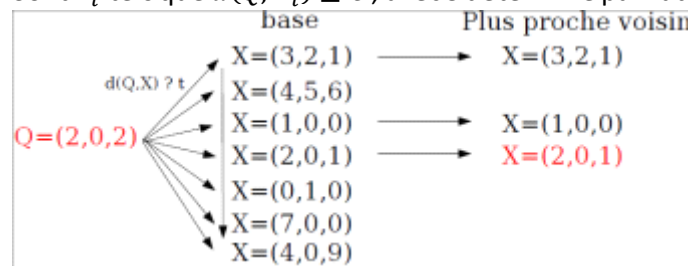 base Plus proche voisin
X=(3,2,1) X=(3,2,1)
d(Q,X) ? t
X=(4,5,6)
Q=(2,0,2) X=(1,0,0) X=(1,0,0)
X=(2,0,1) X=(2,0,1)
X=(0,1,0)
X=(7,0,0)
X=(4,0,9)